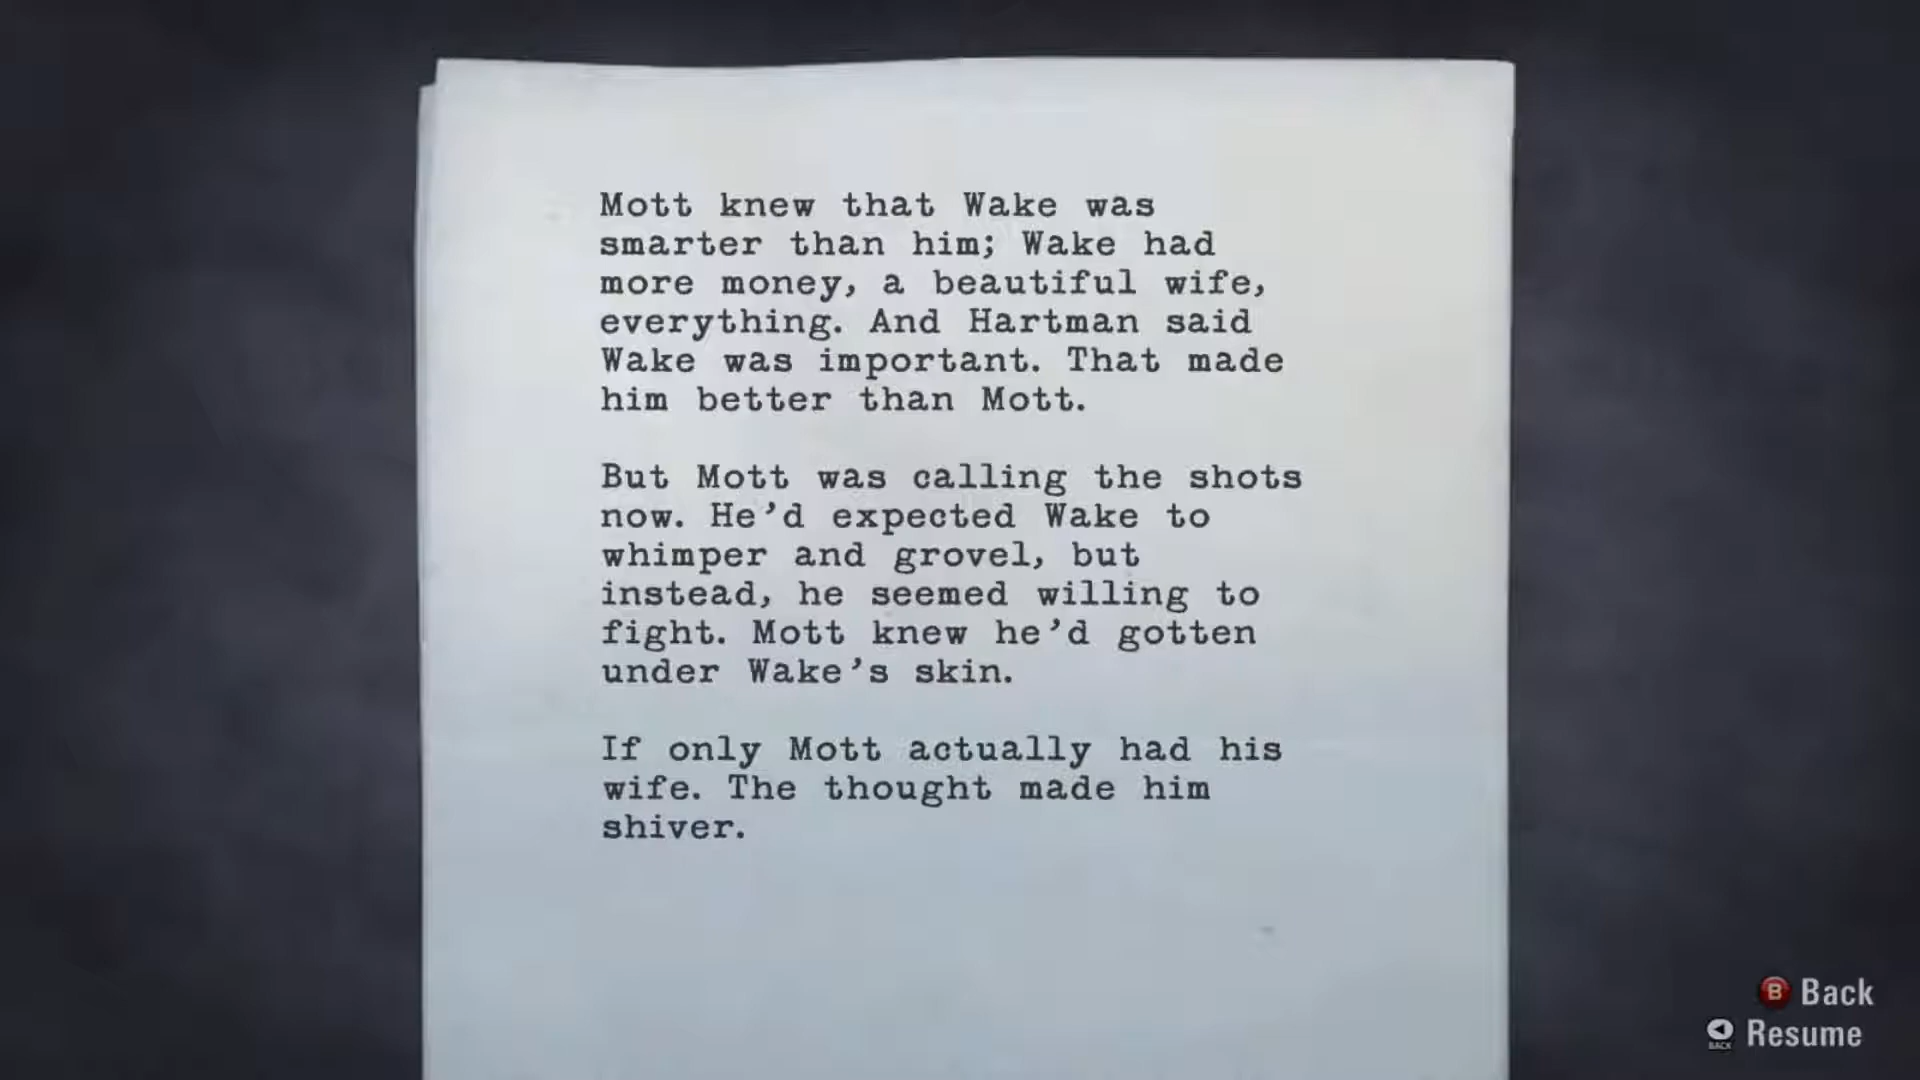 Mott knew that Wake was
smarter than him; Wake had
more money, a beautiful wife,
everything. And Hartman said
Wake was important. That made
him better than Mott.
But Mott was calling the shots
now. He’d expected Wake to
whimper and grovel, but
instead, he seemed willing to
fight. Mott knew he’d gotten
under Wake’s skin.
If only Mott actually had his
wife. The thought made him
shiver.
B Back
BACK Resume